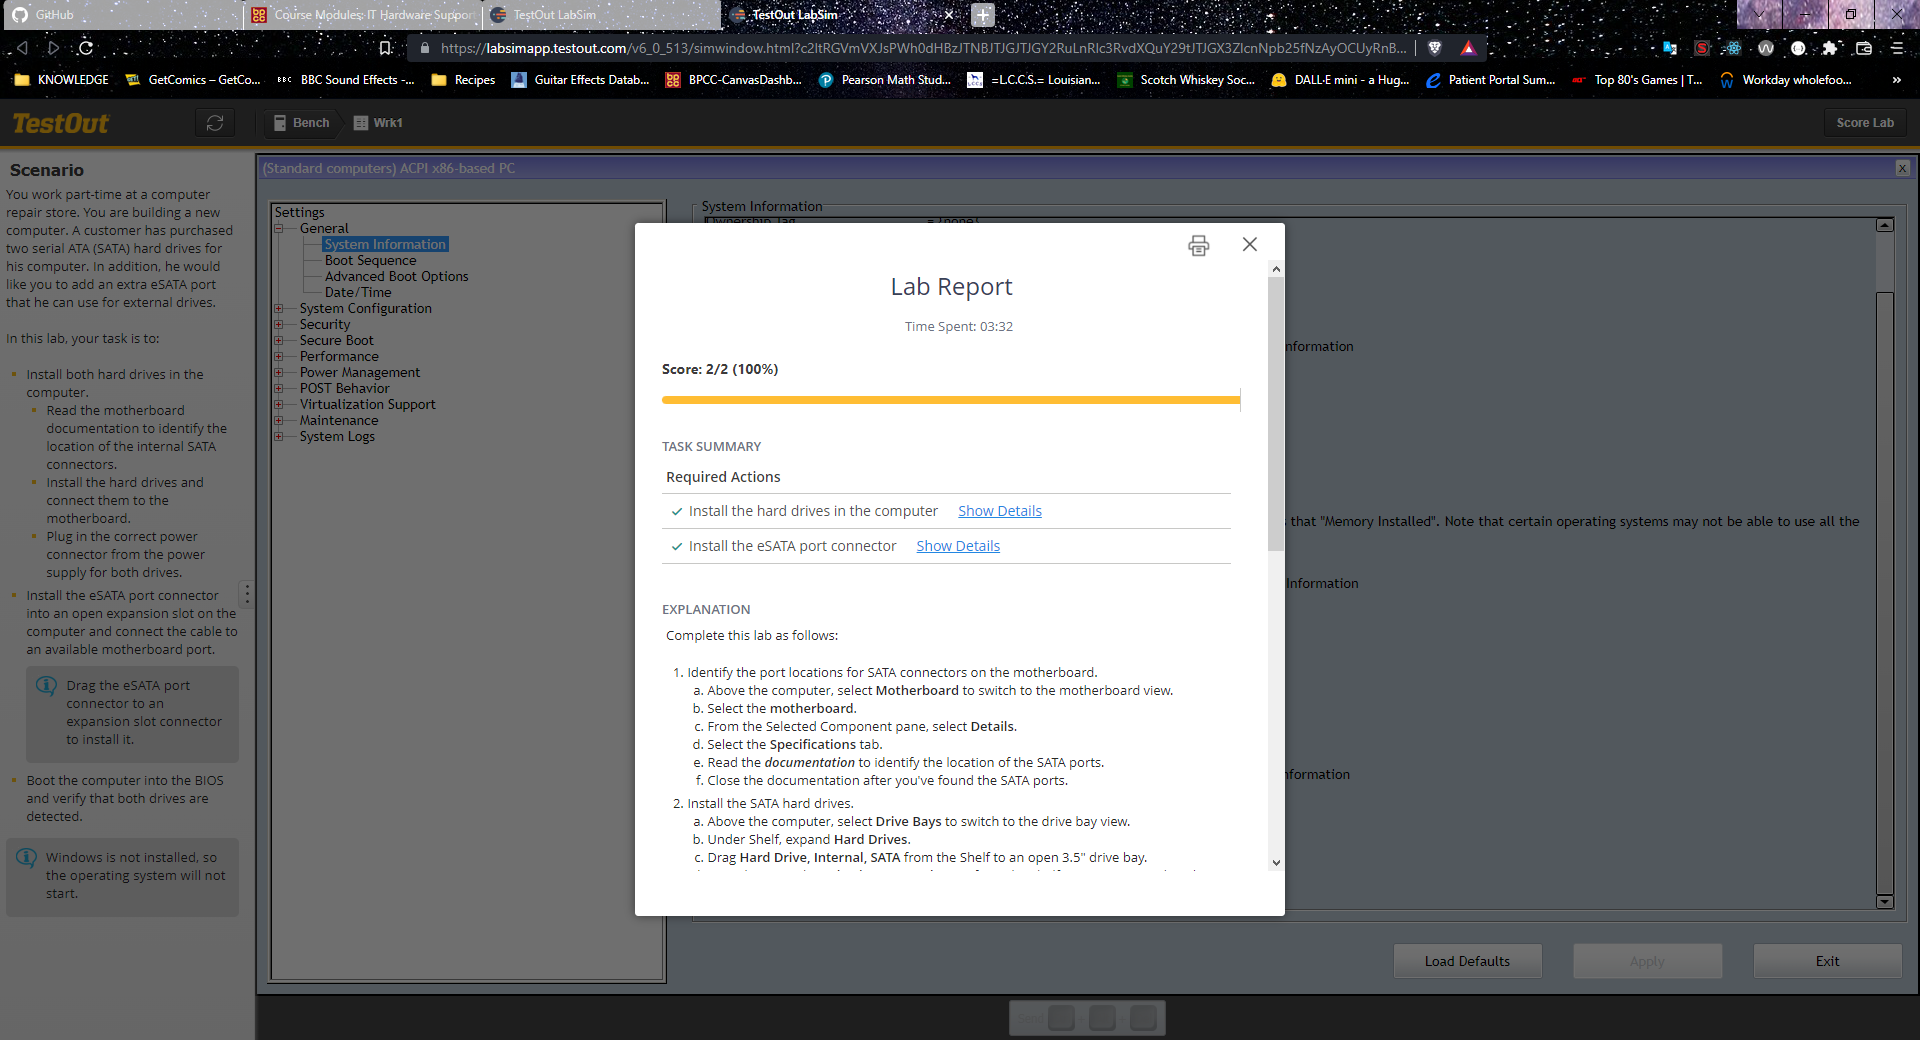 GitHub
Course Modules: IT Hardware Support
TestOut LabSim
TestOut LabSim
https://labsimapp.testout.com/v6_0_513/simwindow.html?c2ltRGVmVXJsPWh0dHBzJTNBJTJGJTJGY2RuLnRlc3RvdXQuY29tJTJGX3ZlcnNpb25fNzAyOCUyRnB...
KNOWLEDGE
GetComics – GetCo...
BBC
BBC Sound Effects -...
Recipes
Guitar Effects Datab...
BPCC-CanvasDashb...
Pearson Math Stud...
=L.C.C.S.= Louisian...
Scotch Whiskey Soc...
DALL·E mini - a Hug...
Patient Portal Sum...
Top 80's Games | T...
Workday wholefoo...
»
TestOut
Bench
Wrk1
Score Lab
Scenario
You work part-time at a computer
repair store. You are building a new
computer. A customer has purchased
two serial ATA (SATA) hard drives for
his computer. In addition, he would
like you to add an extra eSATA port
that he can use for external drives.
In this lab, your task is to:
Install both hard drives in the
computer.
Read the motherboard
documentation to identify the
location of the internal SATA
connectors.
Install the hard drives and
connect them to the
motherboard.
Plug in the correct power
connector from the power
supply for both drives.
Install the eSATA port connector
into an open expansion slot on the
computer and connect the cable to
an available motherboard port.
Drag the eSATA port
connector to an
expansion slot connector
to install it.
Boot the computer into the BIOS
and verify that both drives are
detected.
Windows is not installed, so
the operating system will not
start.
(Standard computers) ACPI x86-based PC
Settings
General
System Information
Boot Sequence
Advanced Boot Options
Date/Time
System Configuration
Security
Secure Boot
Performance
Power Management
POST Behavior
Virtualization Support
Maintenance
System Logs
System Information
Ownership Tag = {none}
nformation
that "Memory Installed". Note that certain operating systems may not be able to use all the
Information
nformation
Load Defaults
Apply
Exit
Lab Report
Time Spent: 03:32
Score: 2/2 (100%)
TASK SUMMARY
Required Actions
Install the hard drives in the computer Show Details
Install the eSATA port connector Show Details
EXPLANATION
Complete this lab as follows:
1. Identify the port locations for SATA connectors on the motherboard.
a. Above the computer, select Motherboard to switch to the motherboard view.
b. Select the motherboard.
c. From the Selected Component pane, select Details.
d. Select the Specifications tab.
e. Read the documentation to identify the location of the SATA ports.
f. Close the documentation after you've found the SATA ports.
2. Install the SATA hard drives.
a. Above the computer, select Drive Bays to switch to the drive bay view.
b. Under Shelf, expand Hard Drives.
c. Drag Hard Drive, Internal, SATA from the Shelf to an open 3.5" drive bay.